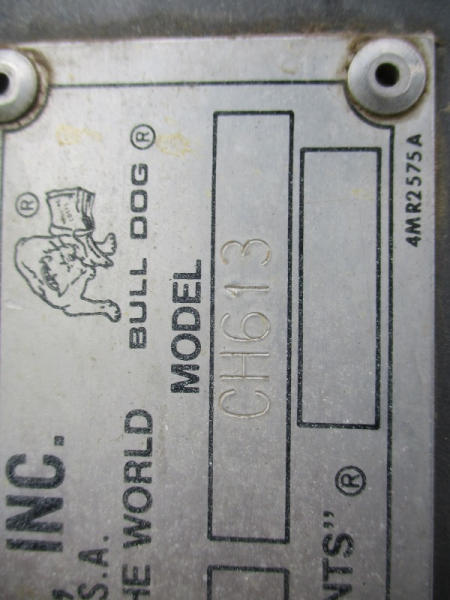 ®
BULL DOG ®
MODEL
CH613
4MR2575A
INC.
S.A.
HE WORLD
NTS" ®